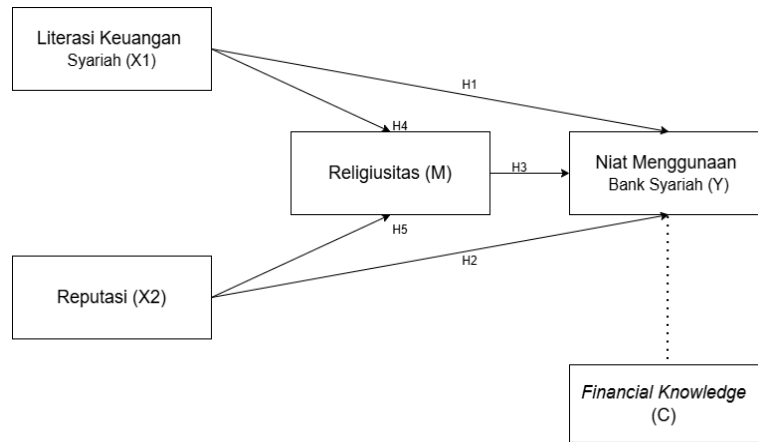 Literasi Keuangan
Syariah (X1)
H1
H4
Religiusitas (M)
H3
Niat Menggunaan
Bank Syariah (Y)
H5
H2
Reputasi (X2)
Financial Knowledge
(C)